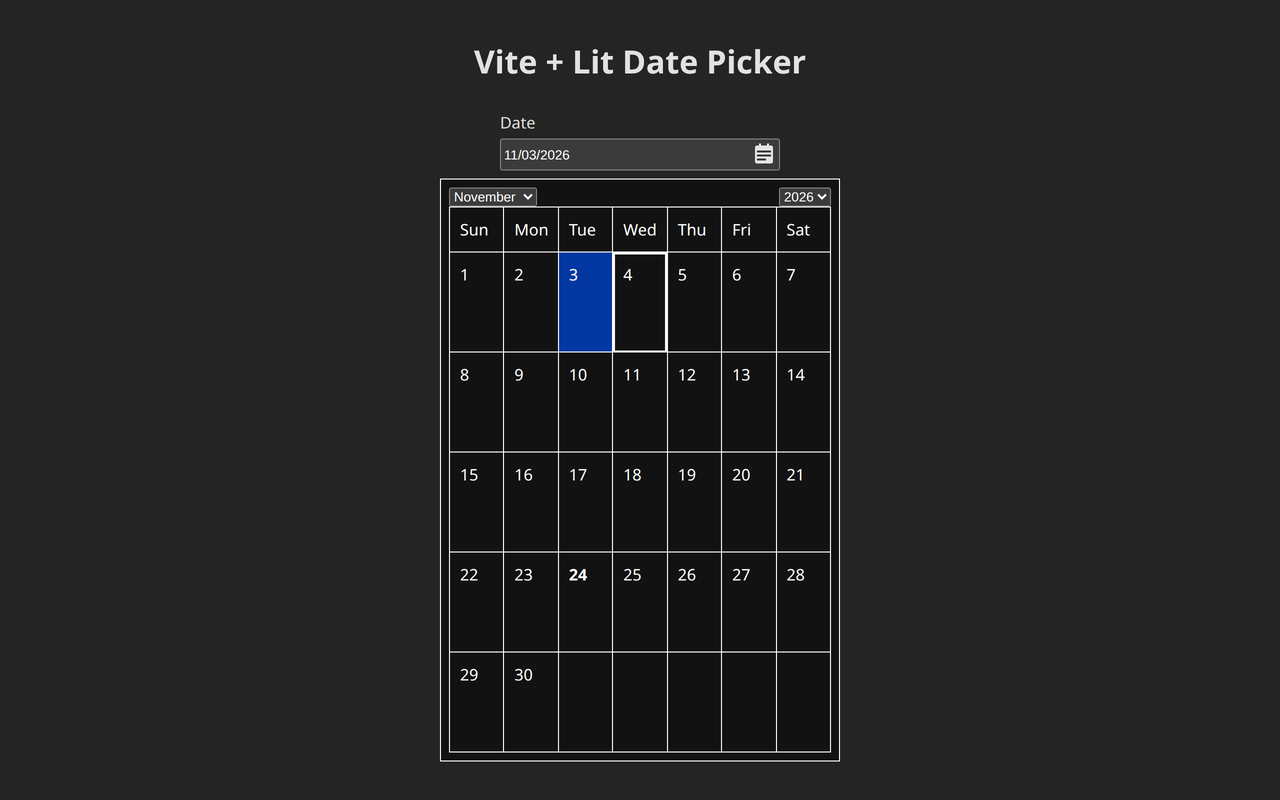 Vite + Lit Date Picker
Date
11/03/2026
November 2026
Sun Mon Tue Wed Thu Fri Sat
1 2 3 4 5 6 7
8 9 10 11 12 13 14
15 16 17 18 19 20 21
22 23 24 25 26 27 28
29 30